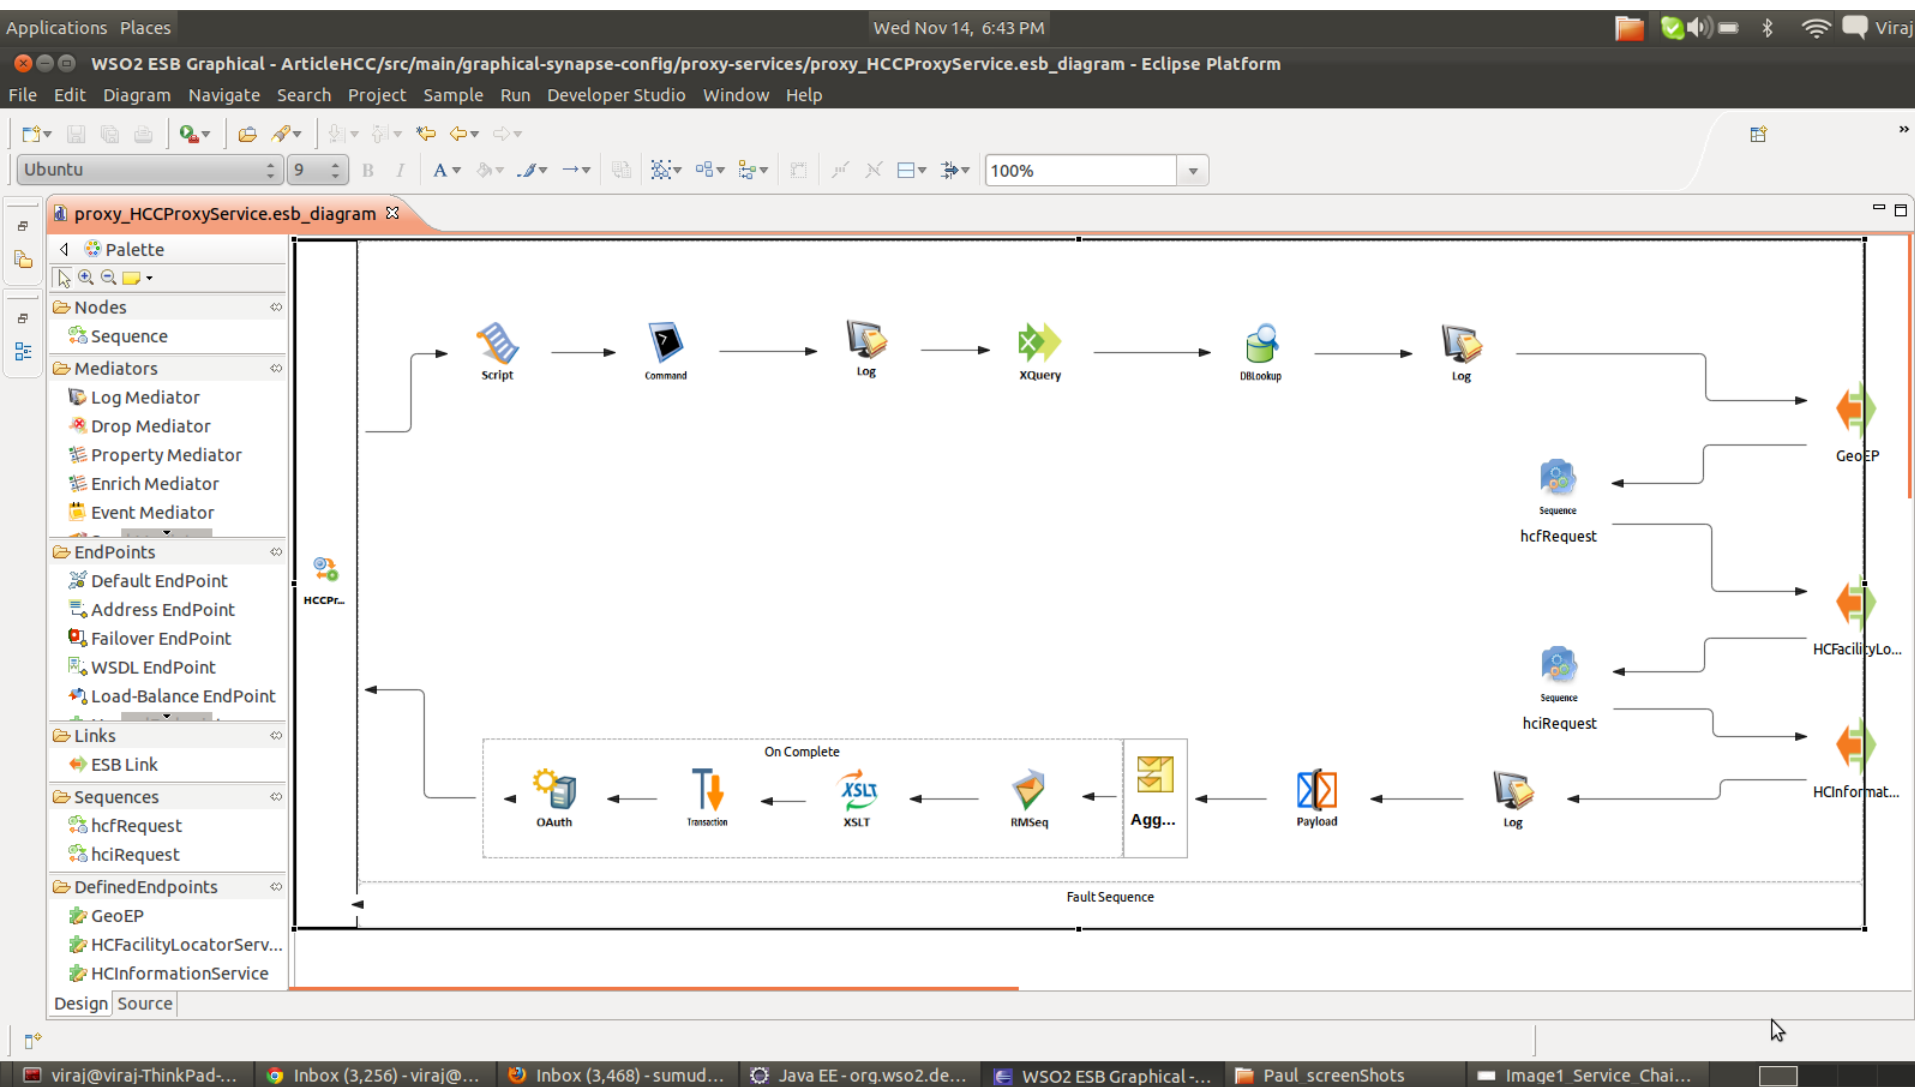 Applications Places
Wed Nov 14, 6:43 PM
Viraj
WSO2 ESB Graphical - ArticleHCC/src/main/graphical-synapse-config/proxy-services/proxy_HCCProxyService.esb_diagram - Eclipse Platform
File Edit Diagram Navigate Search Project Sample Run Developer Studio Window Help
Ubuntu 9 B I A 100%
proxy_HCCProxyService.esb_diagram
Palette
Nodes
Sequence
Mediators
Log Mediator
Drop Mediator
Property Mediator
Enrich Mediator
Event Mediator
EndPoints
Default EndPoint
Address EndPoint
Failover EndPoint
WSDL EndPoint
Load-Balance EndPoint
Links
ESB Link
Sequences
hcfRequest
hciRequest
DefinedEndpoints
GeoEP
HCFacilityLocatorServ...
HCInformationService
Design Source
HCCPr...
Script
Command
Log
XQuery
DBLookup
Log
GeoEP
Sequence
hcfRequest
HCFacilityLo...
Sequence
hciRequest
HCInformat...
On Complete
OAuth
Transaction
XSLT
XSLT
RMSeq
Agg...
Payload
Log
Fault Sequence
viraj@viraj-ThinkPad-... Inbox (3,256) - viraj@... Inbox (3,468) - sumud... Java EE - org.wso2.de... WSO2 ESB Graphical -... Paul_screenShots Image1_Service_Chai...